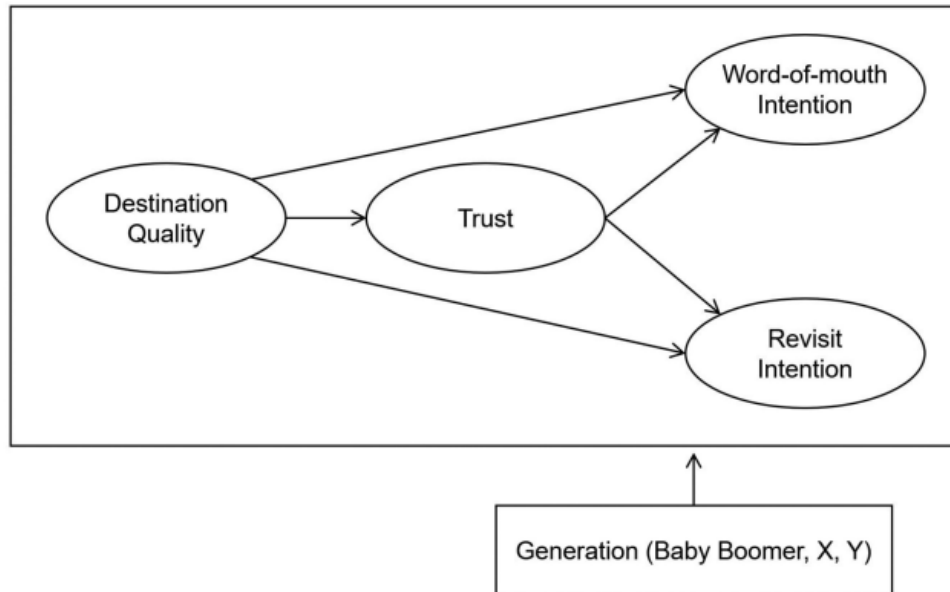 Word-of-mouth
Intention
Destination
Quality
Trust
Revisit
Intention
Generation (Baby Boomer, X, Y)